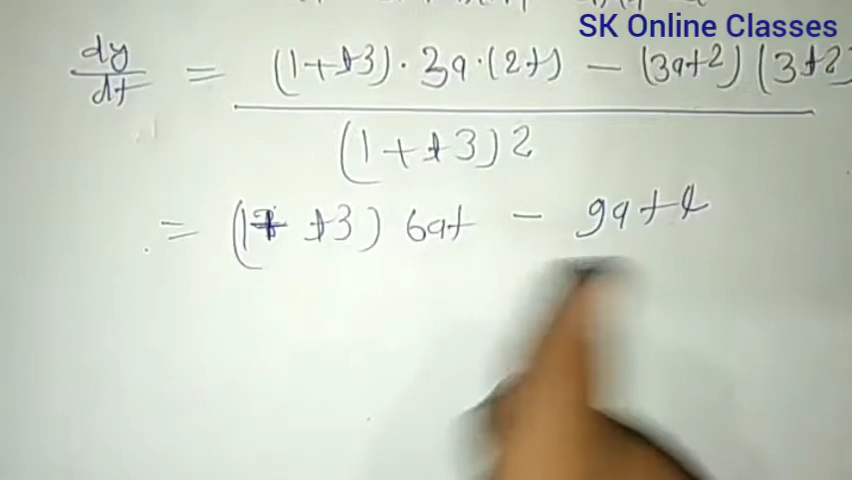 SK Online Classes
dy/dt = (1+t3)·3a·(2t) − (3at2)(3t2)
(1+t3)2
= (1+t3) 6at − 9at4